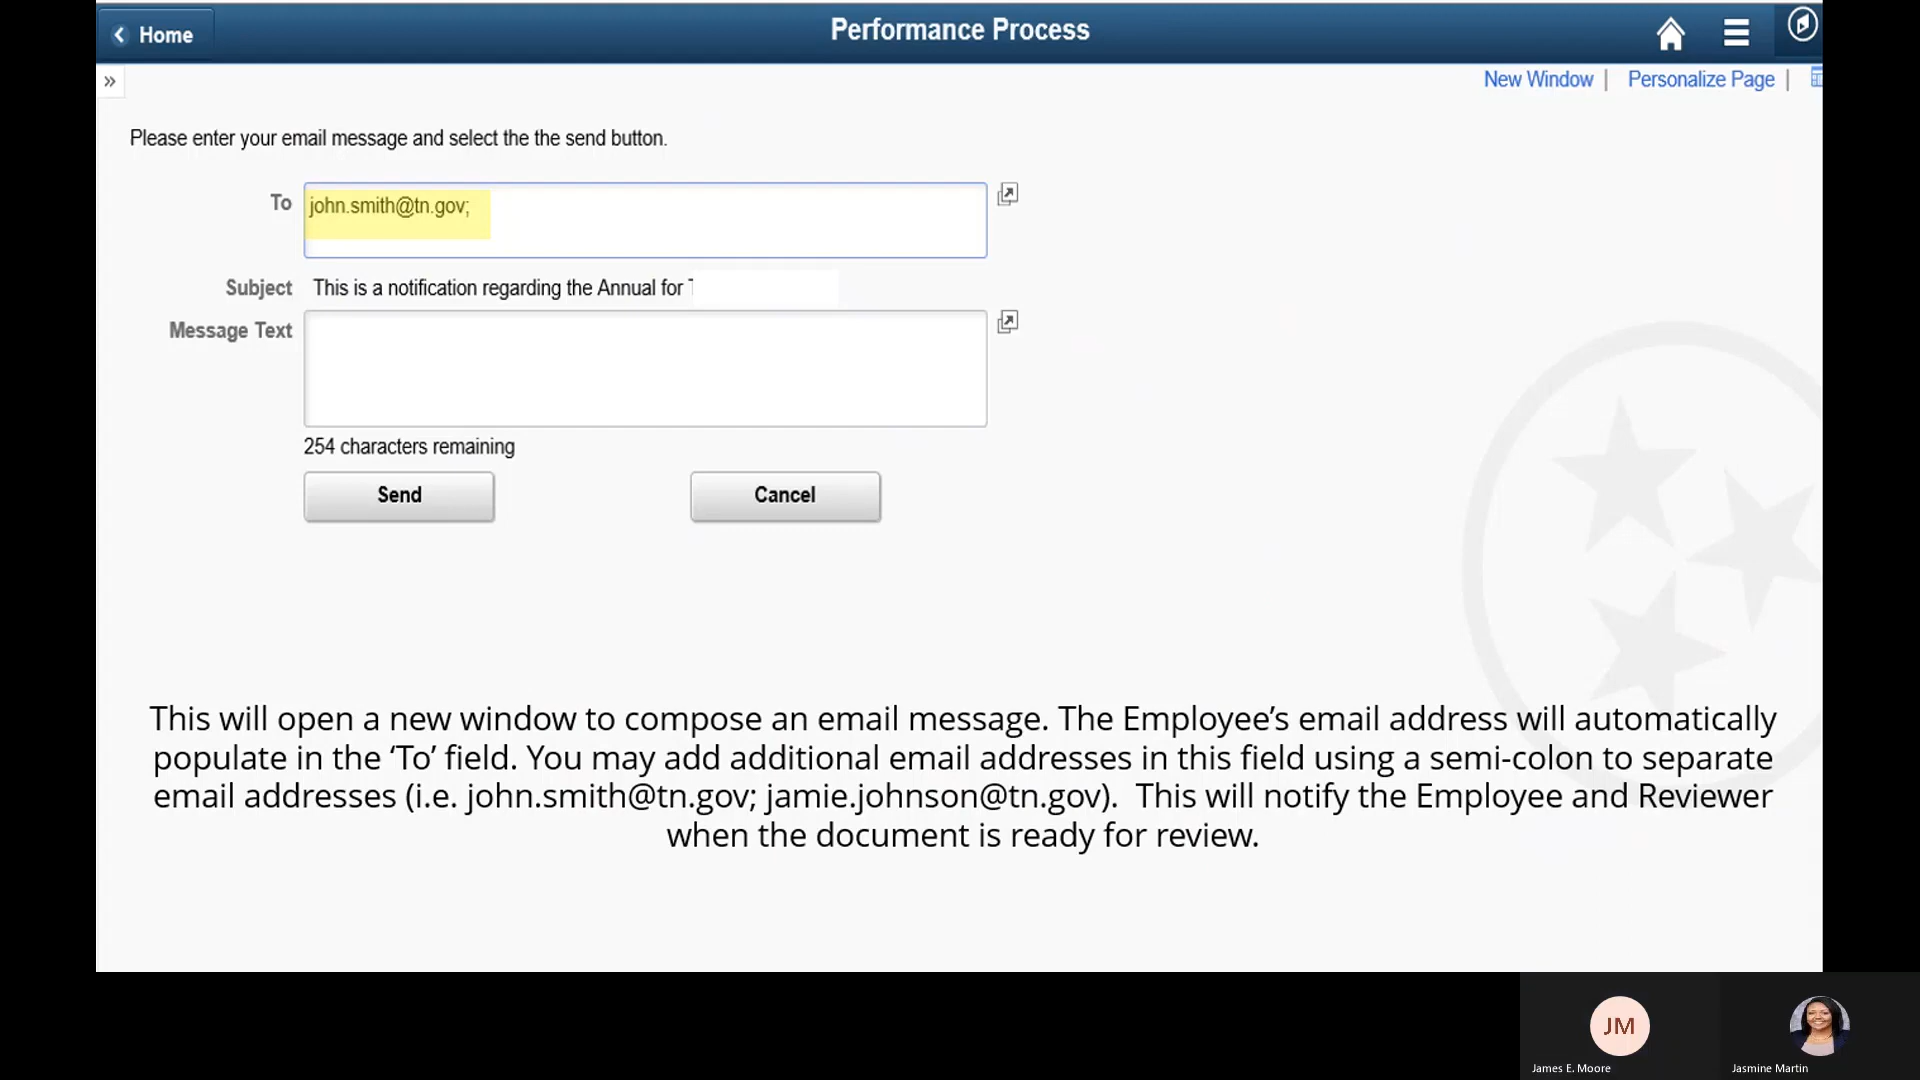 Home
Performance Process
»
New Window | Personalize Page |
Please enter your email message and select the the send button.
To
john.smith@tn.gov;
Subject
This is a notification regarding the Annual for
Message Text
254 characters remaining
Send
Cancel
This will open a new window to compose an email message. The Employee’s email address will automatically
populate in the ‘To’ field. You may add additional email addresses in this field using a semi-colon to separate
email addresses (i.e. john.smith@tn.gov; jamie.johnson@tn.gov).  This will notify the Employee and Reviewer
when the document is ready for review.
JM
James E. Moore
Jasmine Martin